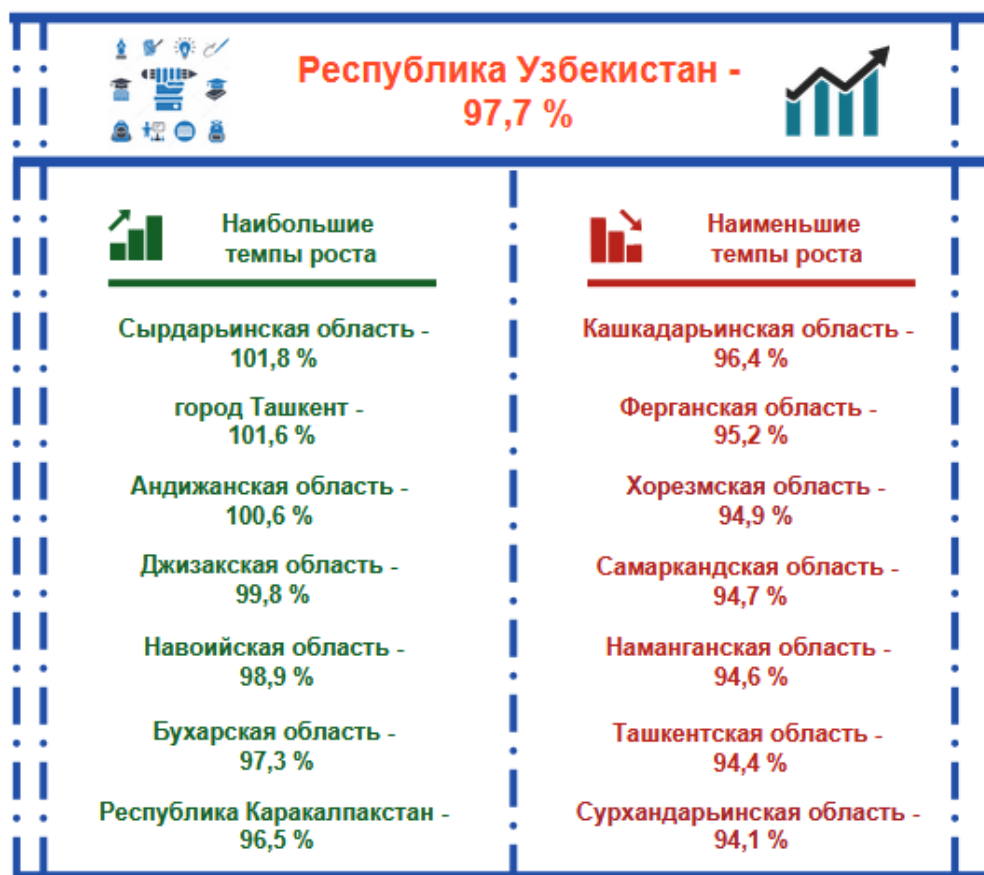 Республика Узбекистан -
97,7 %
Наибольшие
темпы роста
Сырдарьинская область -
101,8 %
город Ташкент -
101,6 %
Андижанская область -
100,6 %
Джизакская область -
99,8 %
Навоийская область -
98,9 %
Бухарская область -
97,3 %
Республика Каракалпакстан -
96,5 %
Наименьшие
темпы роста
Кашкадарьинская область -
96,4 %
Ферганская область -
95,2 %
Хорезмская область -
94,9 %
Самаркандская область -
94,7 %
Наманганская область -
94,6 %
Ташкентская область -
94,4 %
Сурхандарьинская область -
94,1 %